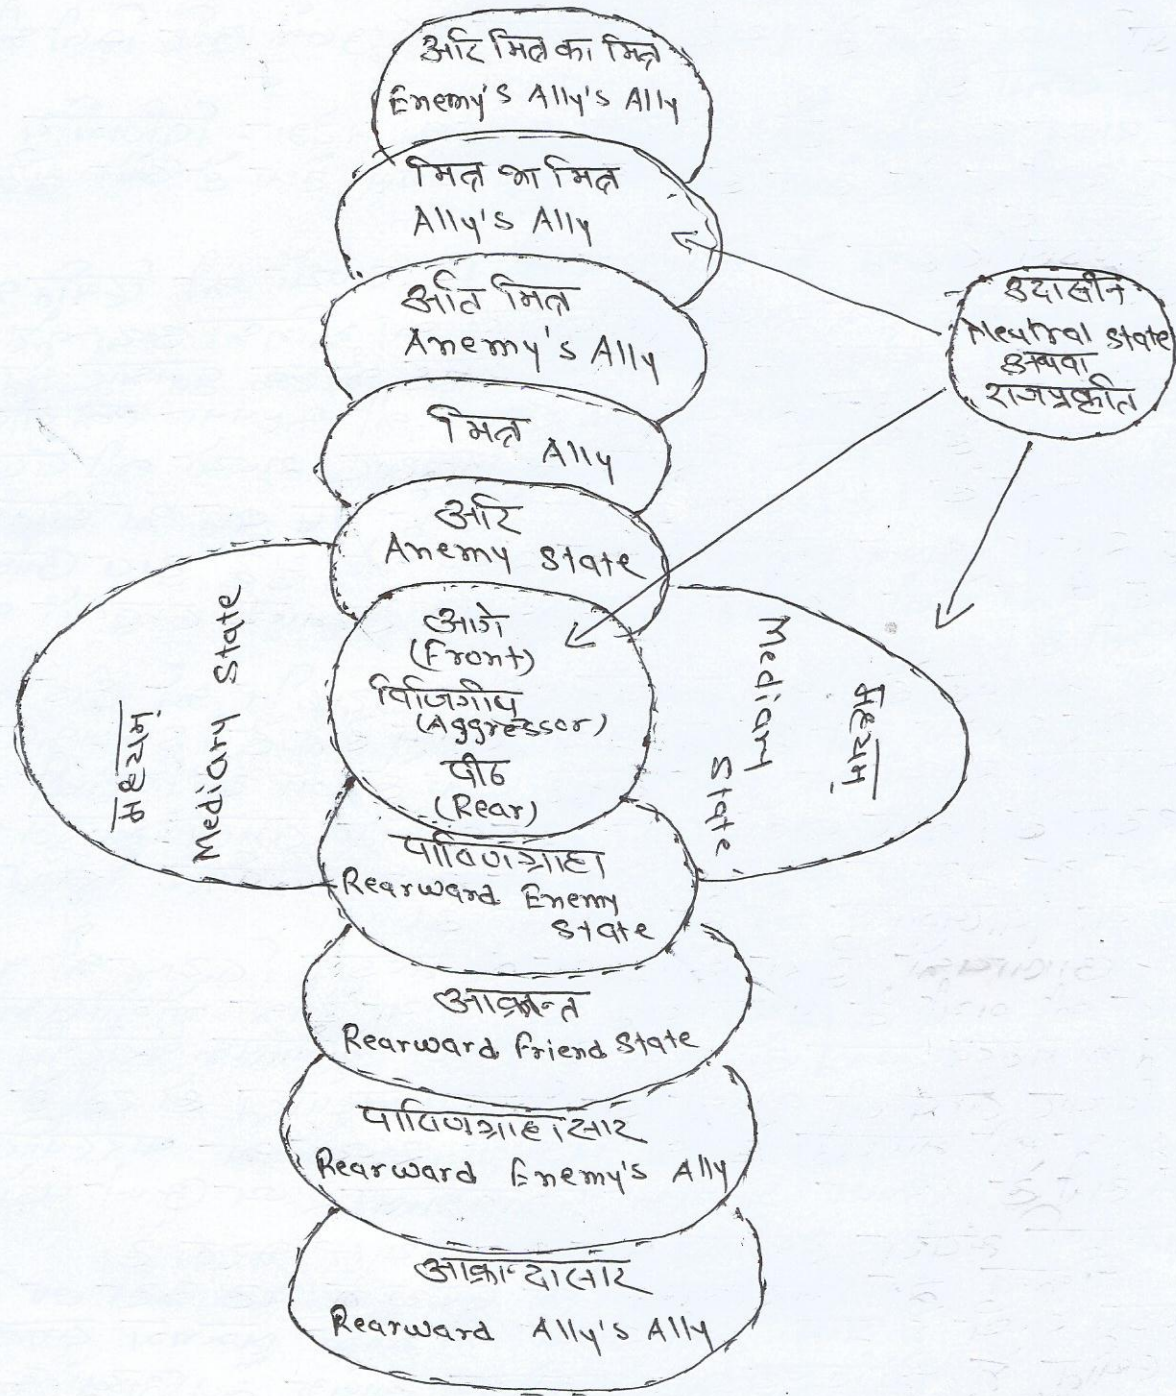 अरि मित्र का मित्र
Enemy's Ally's Ally
मित्र का मित्र
Ally's Ally
अरि मित्र
Anemy's Ally
मित्र Ally
अरि
Anemy State
उदासीन
Neutral State
अथवा
राजप्रकृति
आगे
(Front)
विजिगीषु
(Aggressor)
पीठ
(Rear)
मध्यम
Mediary State
Mediary
State
मध्यम
पार्ष्णिग्राह
Rearward Enemy
State
आक्रान्त
Rearward Friend State
पार्ष्णिग्राहासार
Rearward Enemy's Ally
आक्रान्दासार
Rearward Ally's Ally